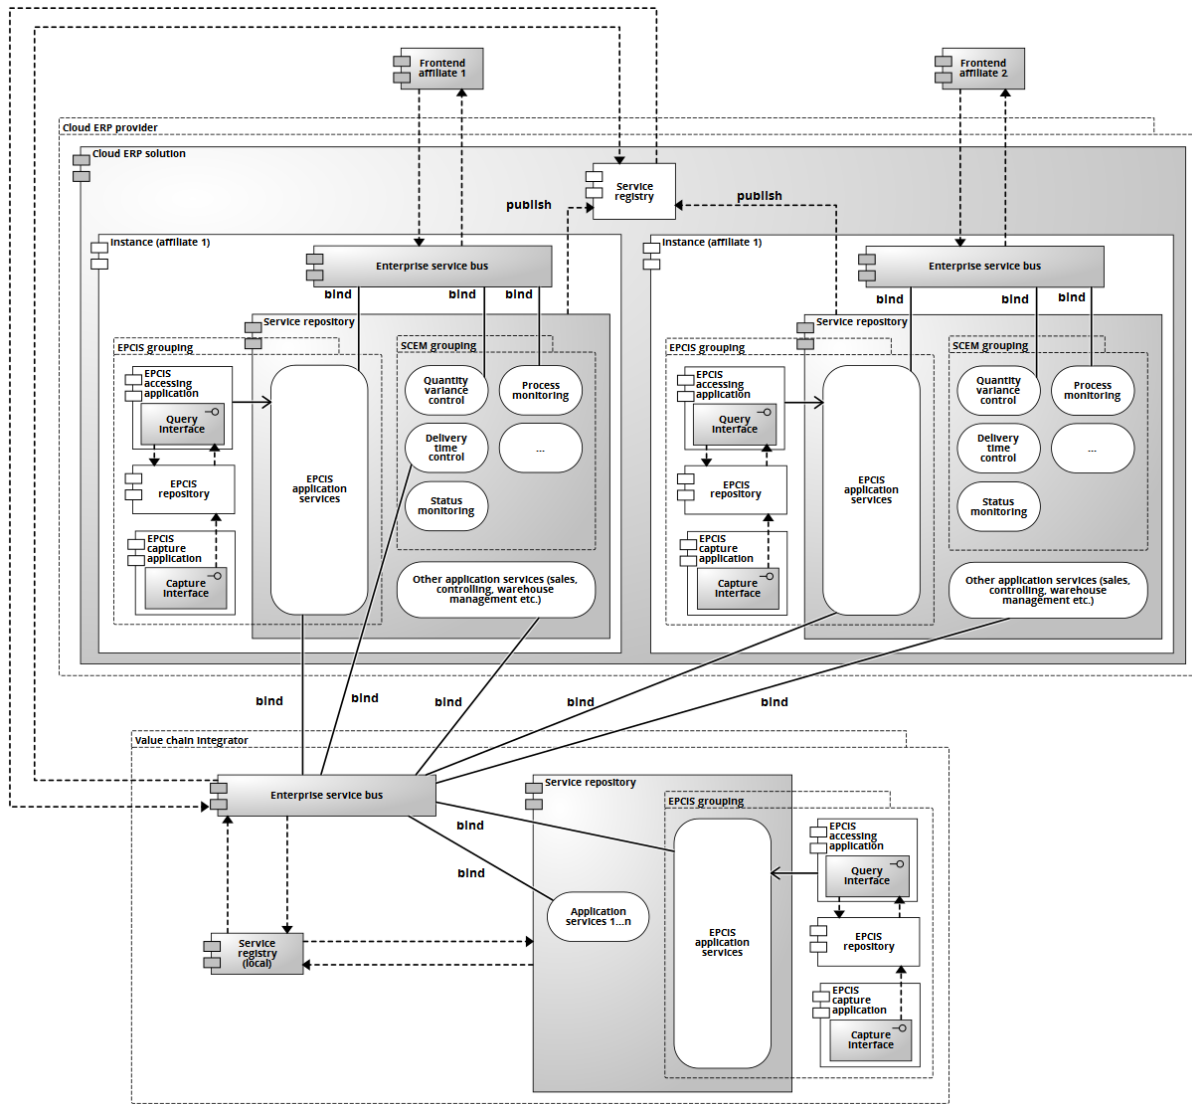 Frontend
affiliate 1
Frontend
affiliate 2
Cloud ERP provider
Cloud ERP solution
Service
registry
publish
publish
Instance (affiliate 1)
Enterprise service bus
bind
bind
bind
Service repository
EPCIS grouping
EPCIS
accessing
application
Query
Interface
EPCIS
repository
EPCIS
capture
application
Capture
Interface
EPCIS
application
services
SCEM grouping
Quantity
variance
control
Process
monitoring
Delivery
time
control
...
Status
monitoring
Other application services (sales,
controlling, warehouse
management etc.)
Instance (affiliate 1)
Enterprise service bus
bind
bind
bind
Service repository
EPCIS grouping
EPCIS
accessing
application
Query
Interface
EPCIS
repository
EPCIS
capture
application
Capture
Interface
EPCIS
application
services
SCEM grouping
Quantity
variance
control
Process
monitoring
Delivery
time
control
...
Status
monitoring
Other application services (sales,
controlling, warehouse
management etc.)
bind
bind
bind
bind
bind
Value chain Integrator
Enterprise service bus
bind
bind
Service
registry
(local)
Service repository
Application
services 1...n
EPCIS grouping
EPCIS
application
services
EPCIS
accessing
application
Query
Interface
EPCIS
repository
EPCIS
capture
application
Capture
Interface